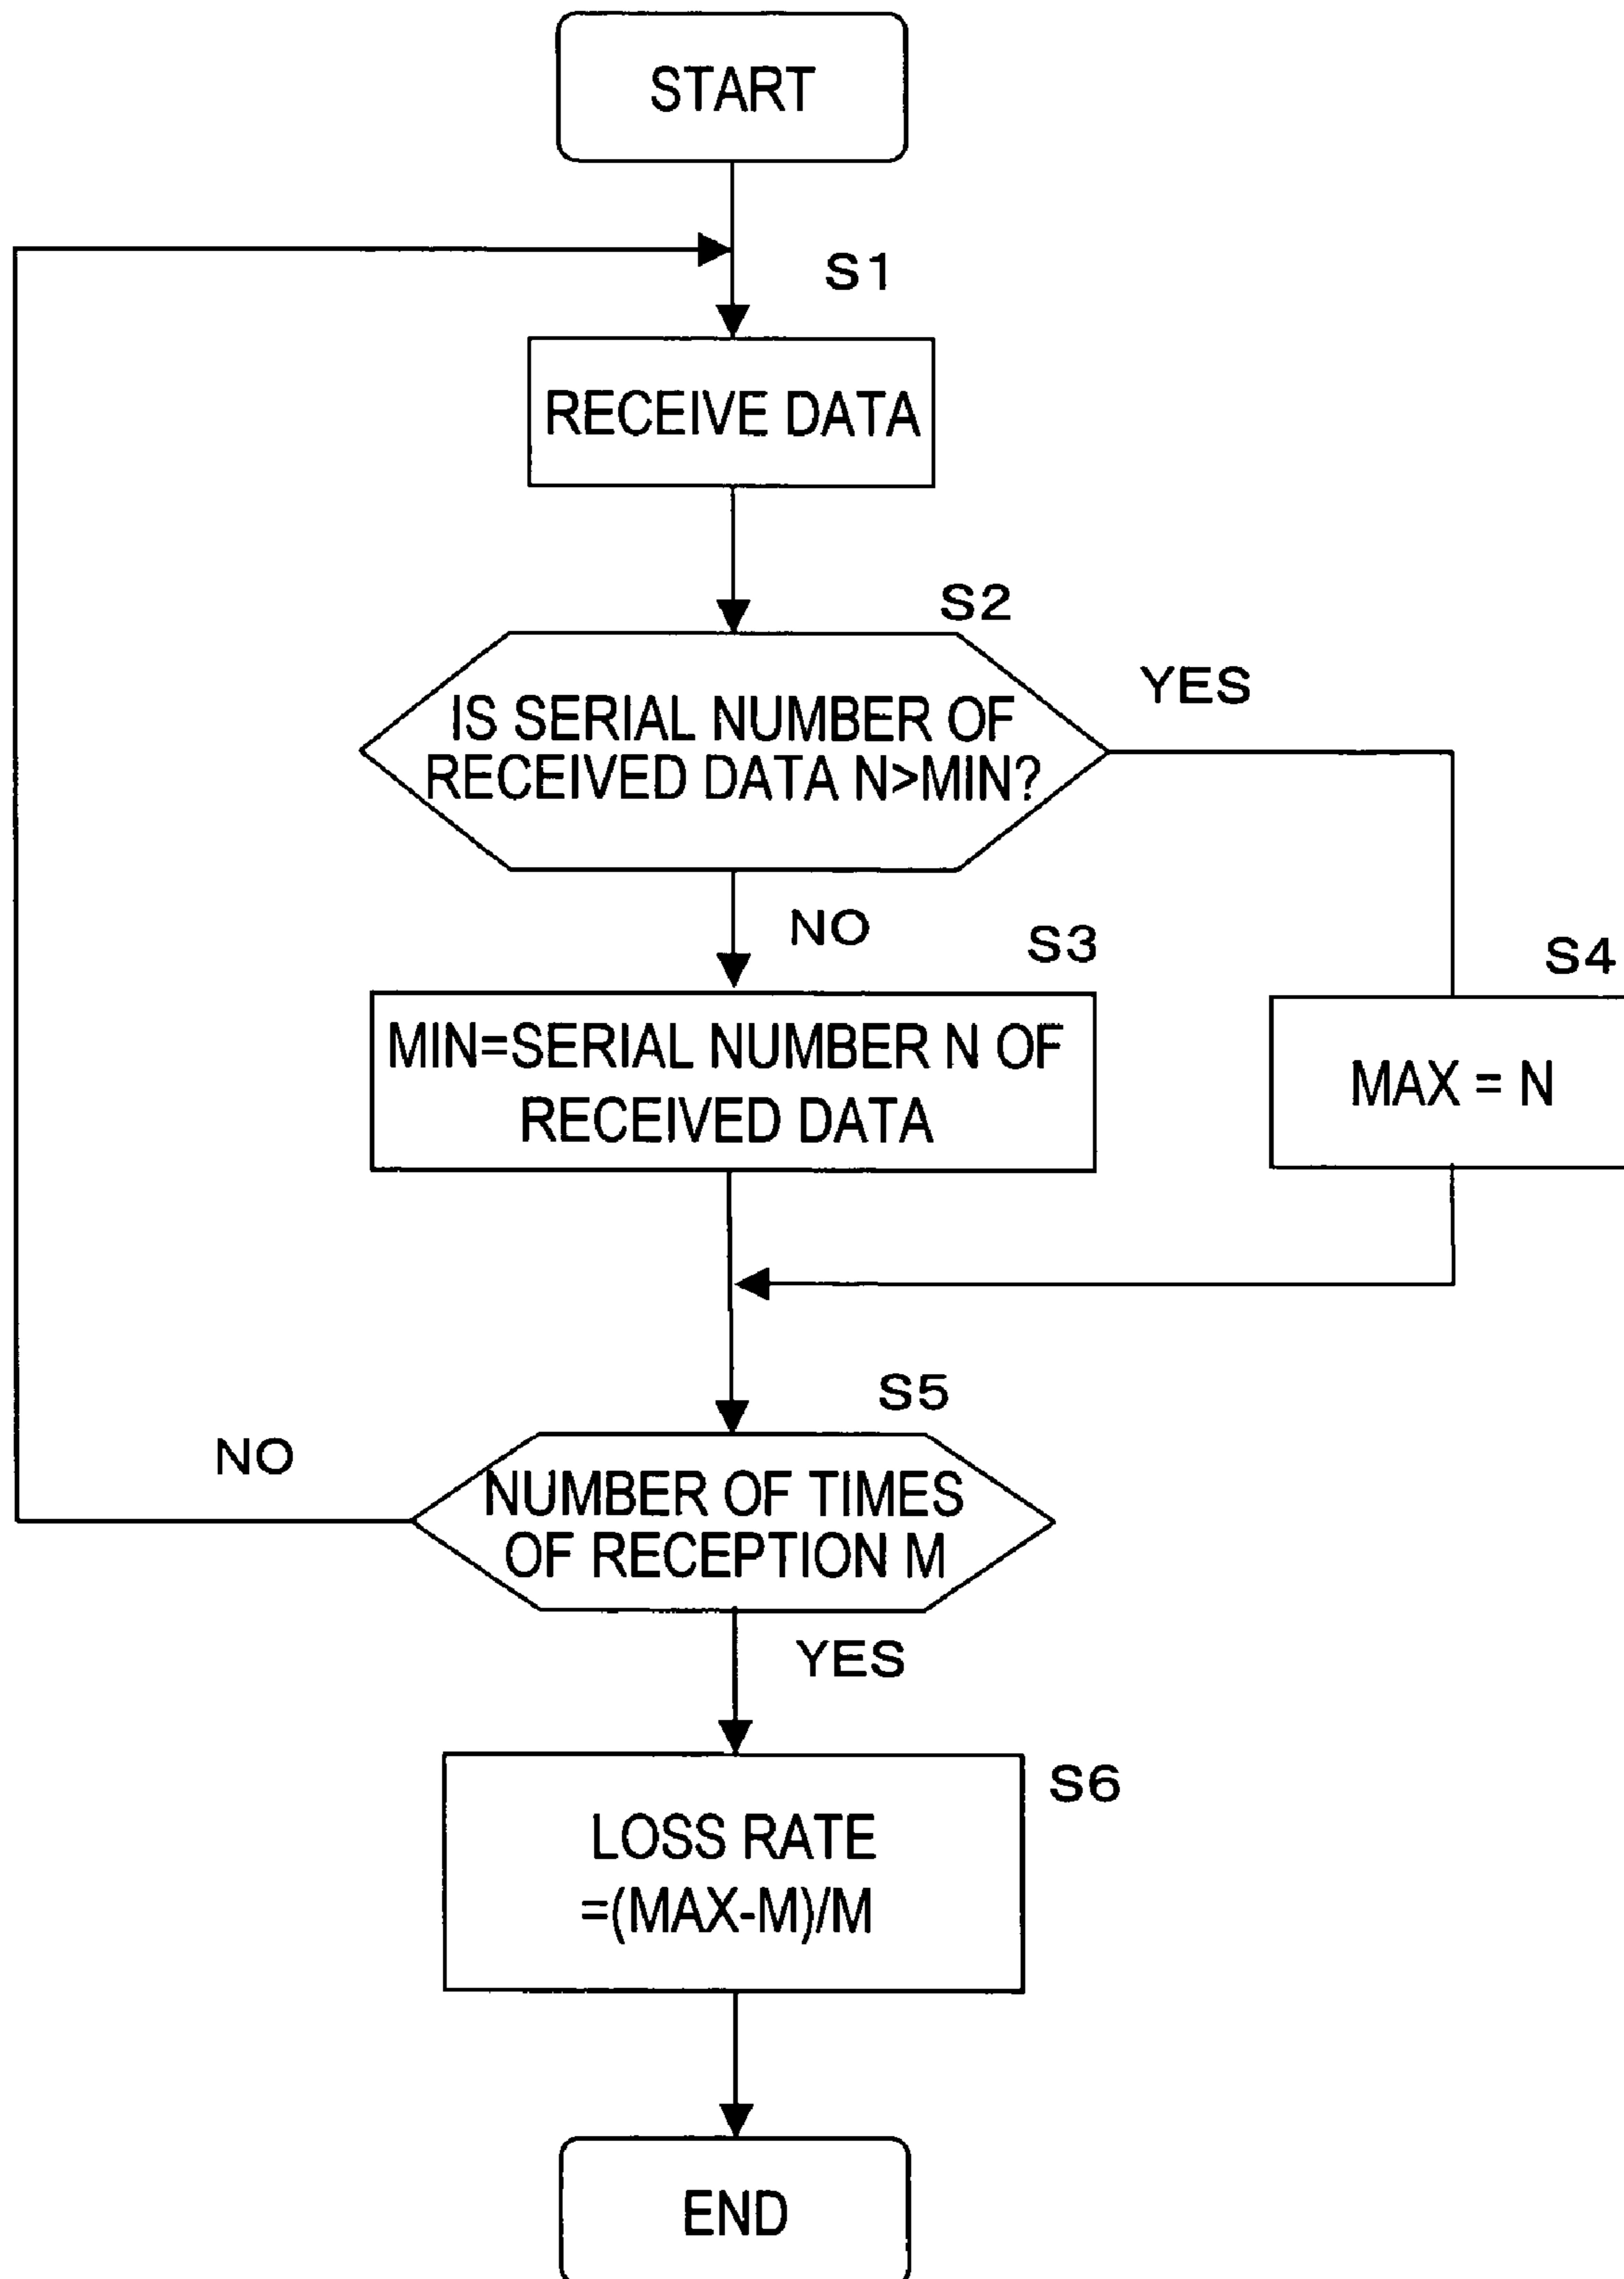 START
S1
RECEIVE DATA
S2
IS SERIAL NUMBER OF
RECEIVED DATA N>MIN?
YES
NO
S3
MIN=SERIAL NUMBER N OF
RECEIVED DATA
S4
MAX = N
S5
NUMBER OF TIMES
OF RECEPTION M
NO
YES
S6
LOSS RATE
=(MAX-M)/M
END